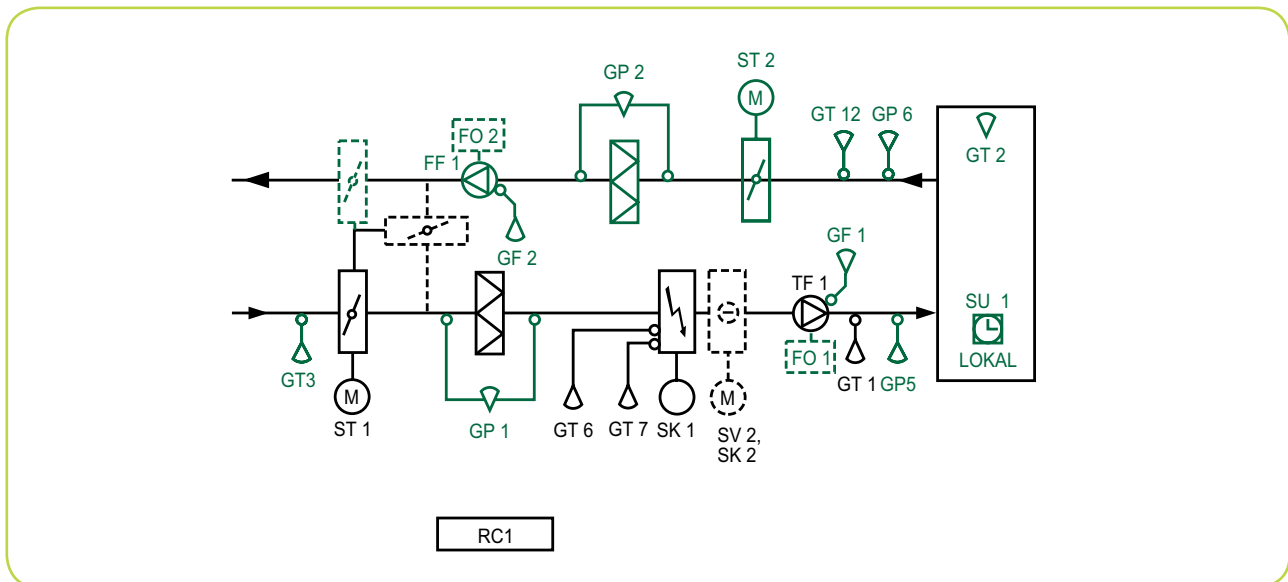 ST 2
GP 2
M
GT 12
GP 6
FO 2
GT 2
FF 1
GF 2
GF 1
TF 1
SU 1
FO 1
LOKAL
GT3
GT 1
GP5
M
M
ST 1
GP 1
GT 6
GT 7
SK 1
SV 2,
SK 2
RC1